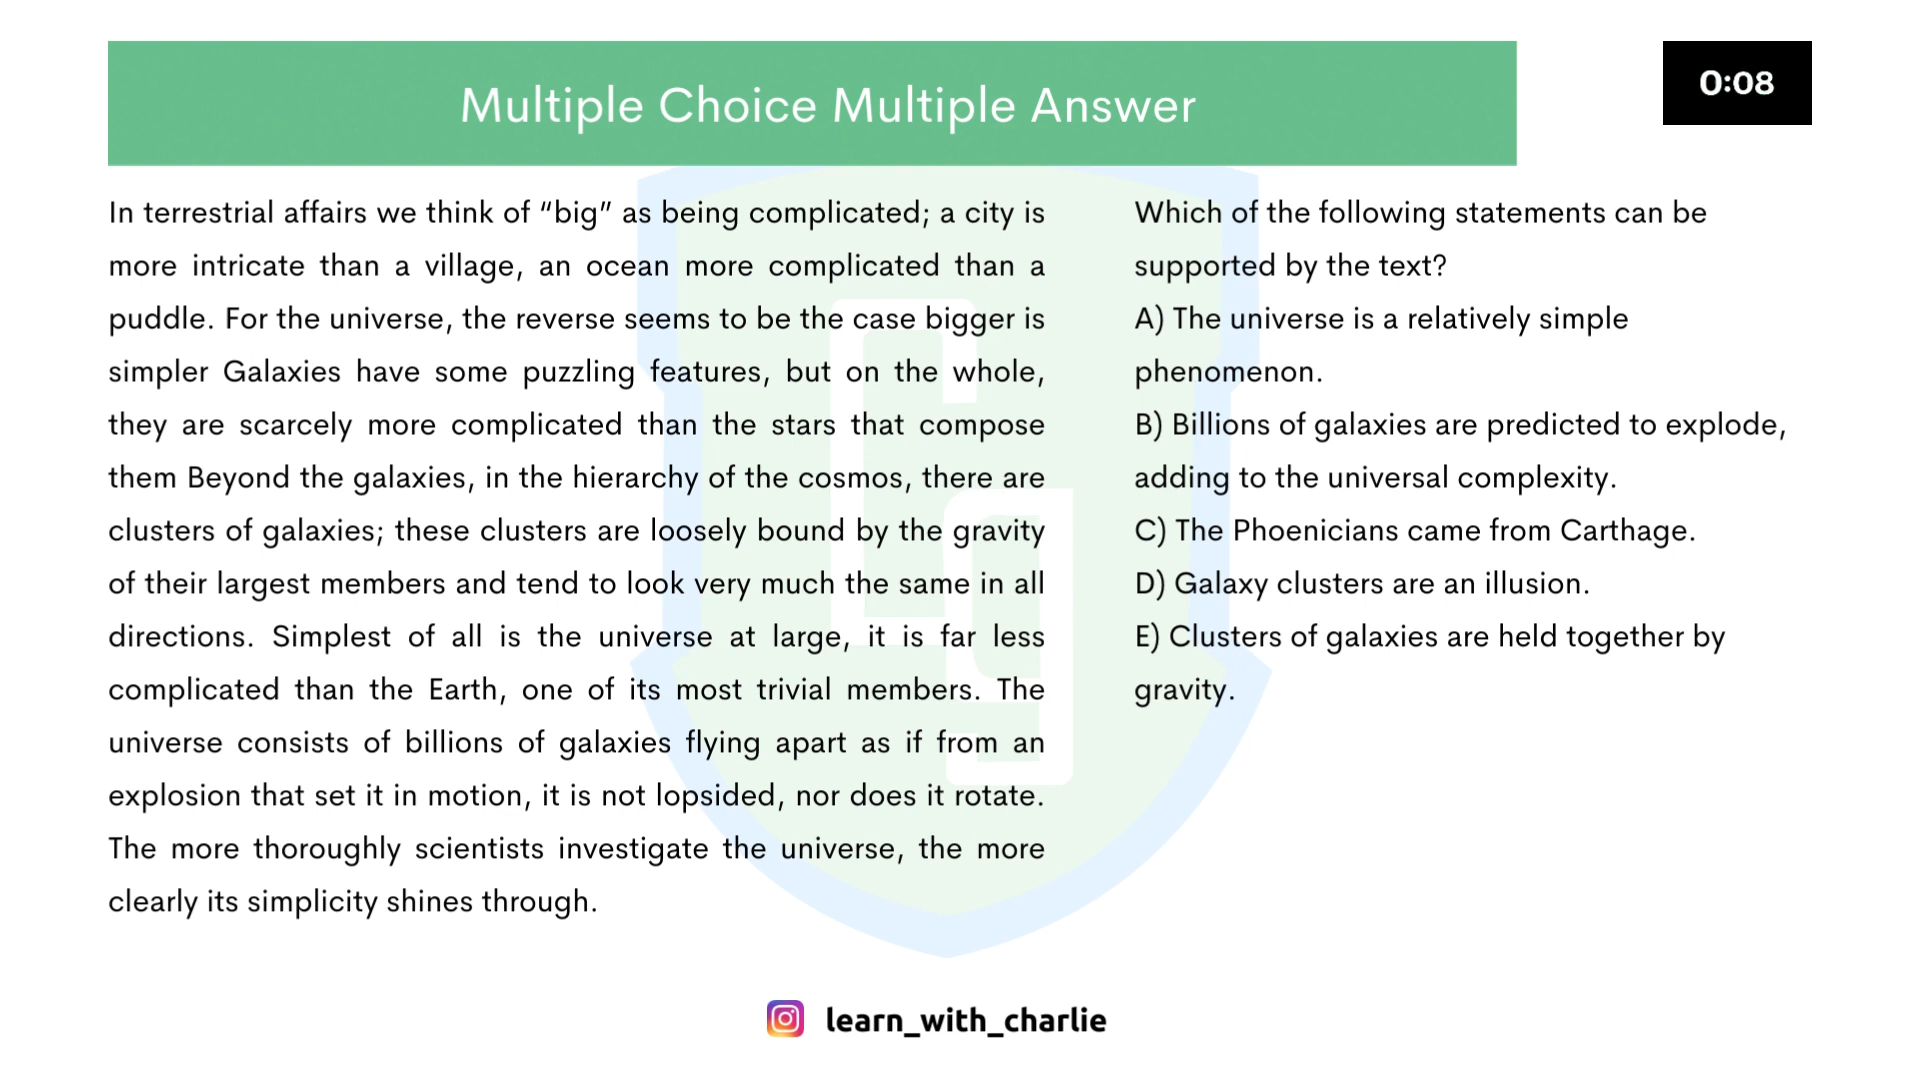 Multiple Choice Multiple Answer
0:08
In terrestrial affairs we think of “big” as being complicated; a city is
more intricate than a village, an ocean more complicated than a
puddle. For the universe, the reverse seems to be the case bigger is
simpler Galaxies have some puzzling features, but on the whole,
they are scarcely more complicated than the stars that compose
them Beyond the galaxies, in the hierarchy of the cosmos, there are
clusters of galaxies; these clusters are loosely bound by the gravity
of their largest members and tend to look very much the same in all
directions. Simplest of all is the universe at large, it is far less
complicated than the Earth, one of its most trivial members. The
universe consists of billions of galaxies flying apart as if from an
explosion that set it in motion, it is not lopsided, nor does it rotate.
The more thoroughly scientists investigate the universe, the more
clearly its simplicity shines through.
Which of the following statements can be
supported by the text?
A) The universe is a relatively simple
phenomenon.
B) Billions of galaxies are predicted to explode,
adding to the universal complexity.
C) The Phoenicians came from Carthage.
D) Galaxy clusters are an illusion.
E) Clusters of galaxies are held together by
gravity.
learn_with_charlie